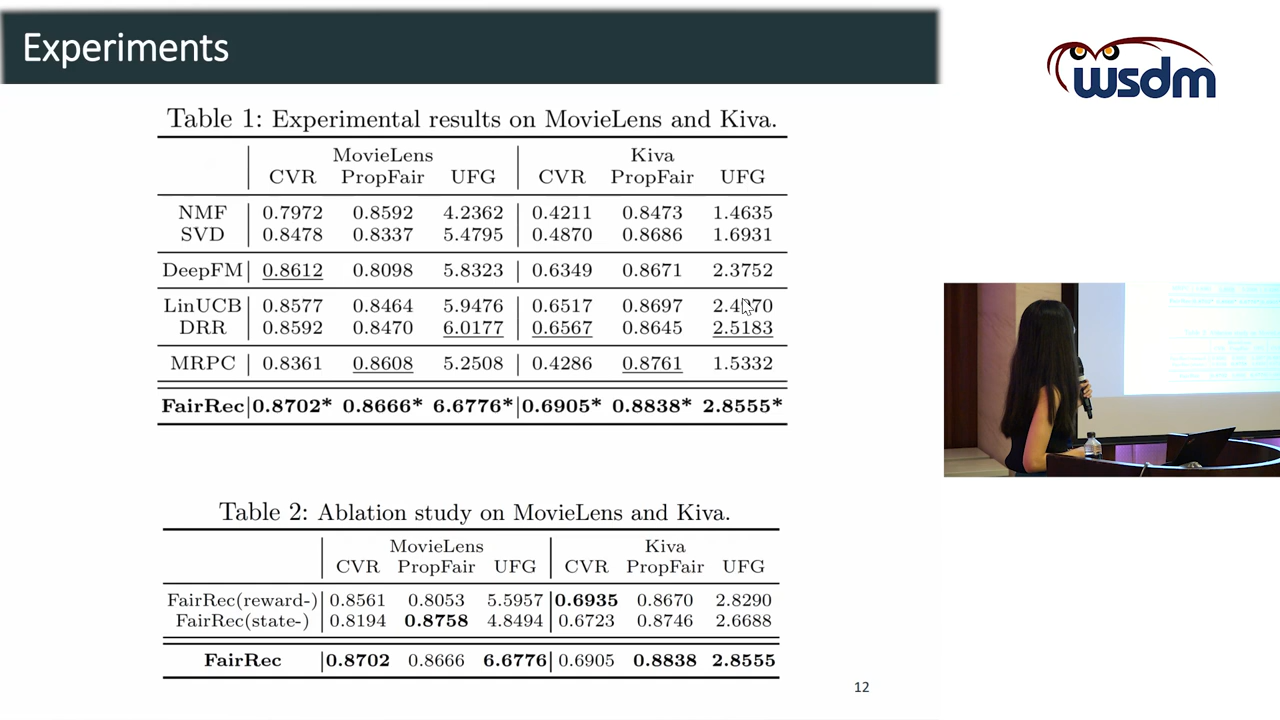 Experiments
wsdm
Table 1: Experimental results on MovieLens and Kiva.
MovieLens Kiva
CVR PropFair UFG CVR PropFair UFG
NMF 0.7972 0.8592 4.2362 0.4211 0.8473 1.4635
SVD 0.8478 0.8337 5.4795 0.4870 0.8686 1.6931
DeepFM 0.8612 0.8098 5.8323 0.6349 0.8671 2.3752
LinUCB 0.8577 0.8464 5.9476 0.6517 0.8697
DRR 0.8592 0.8470 6.0177 0.6567 0.8645 2.5183
MRPC 0.8361 0.8608 5.2508 0.4286 0.8761 1.5332
FairRec 0.8702* 0.8666* 6.6776* 0.6905* 0.8838* 2.8555*
Table 2: Ablation study on MovieLens and Kiva.
MovieLens Kiva
CVR PropFair UFG CVR PropFair UFG
FairRec(reward-) 0.8561 0.8053 5.5957 0.6935 0.8670 2.8290
FairRec(state-) 0.8194 0.8758 4.8494 0.6723 0.8746 2.6688
FairRec 0.8702 0.8666 6.6776 0.6905 0.8838 2.8555
12